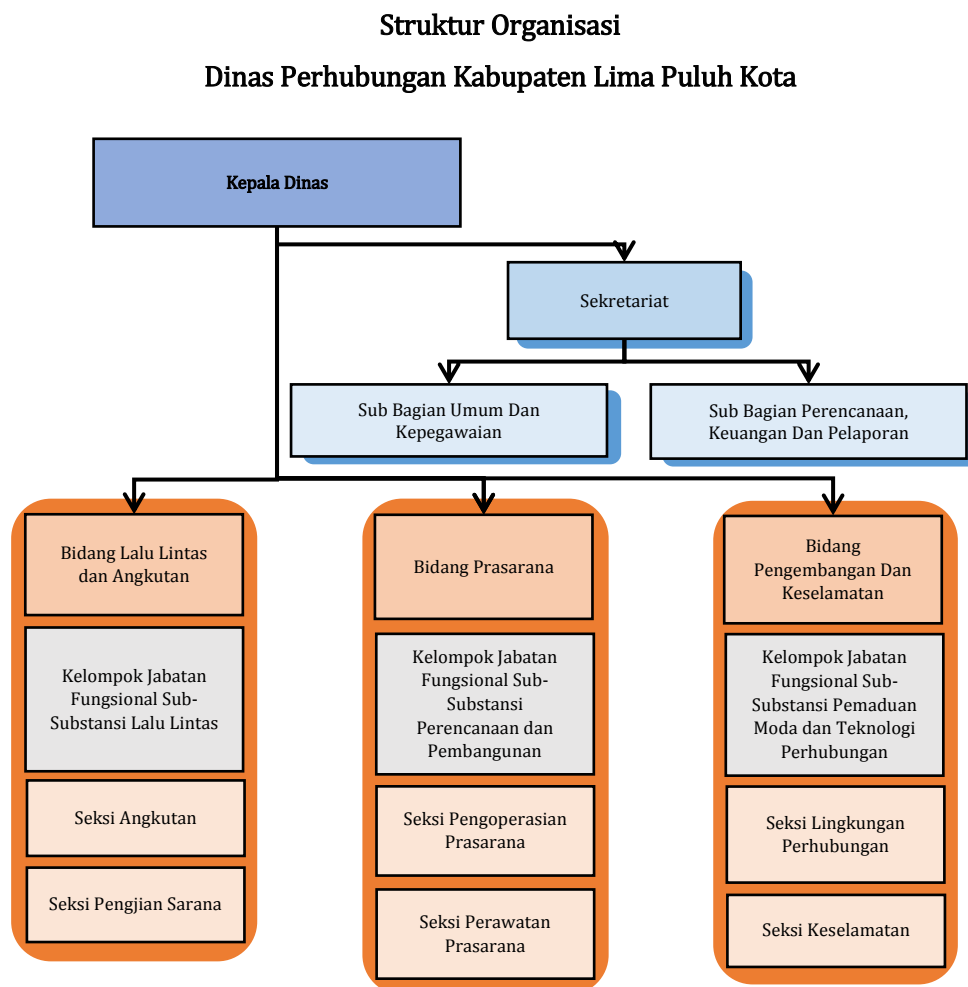 Struktur Organisasi
Dinas Perhubungan Kabupaten Lima Puluh Kota
Kepala Dinas
Sekretariat
Sub Bagian Umum Dan
Kepegawaian
Sub Bagian Perencanaan,
Keuangan Dan Pelaporan
Bidang Lalu Lintas
dan Angkutan
Kelompok Jabatan
Fungsional Sub-
Substansi Lalu Lintas
Seksi Angkutan
Seksi Pengjian Sarana
Bidang Prasarana
Kelompok Jabatan
Fungsional Sub-
Substansi
Perencanaan dan
Pembangunan
Seksi Pengoperasian
Prasarana
Seksi Perawatan
Prasarana
Bidang
Pengembangan Dan
Keselamatan
Kelompok Jabatan
Fungsional Sub-
Substansi Pemaduan
Moda dan Teknologi
Perhubungan
Seksi Lingkungan
Perhubungan
Seksi Keselamatan